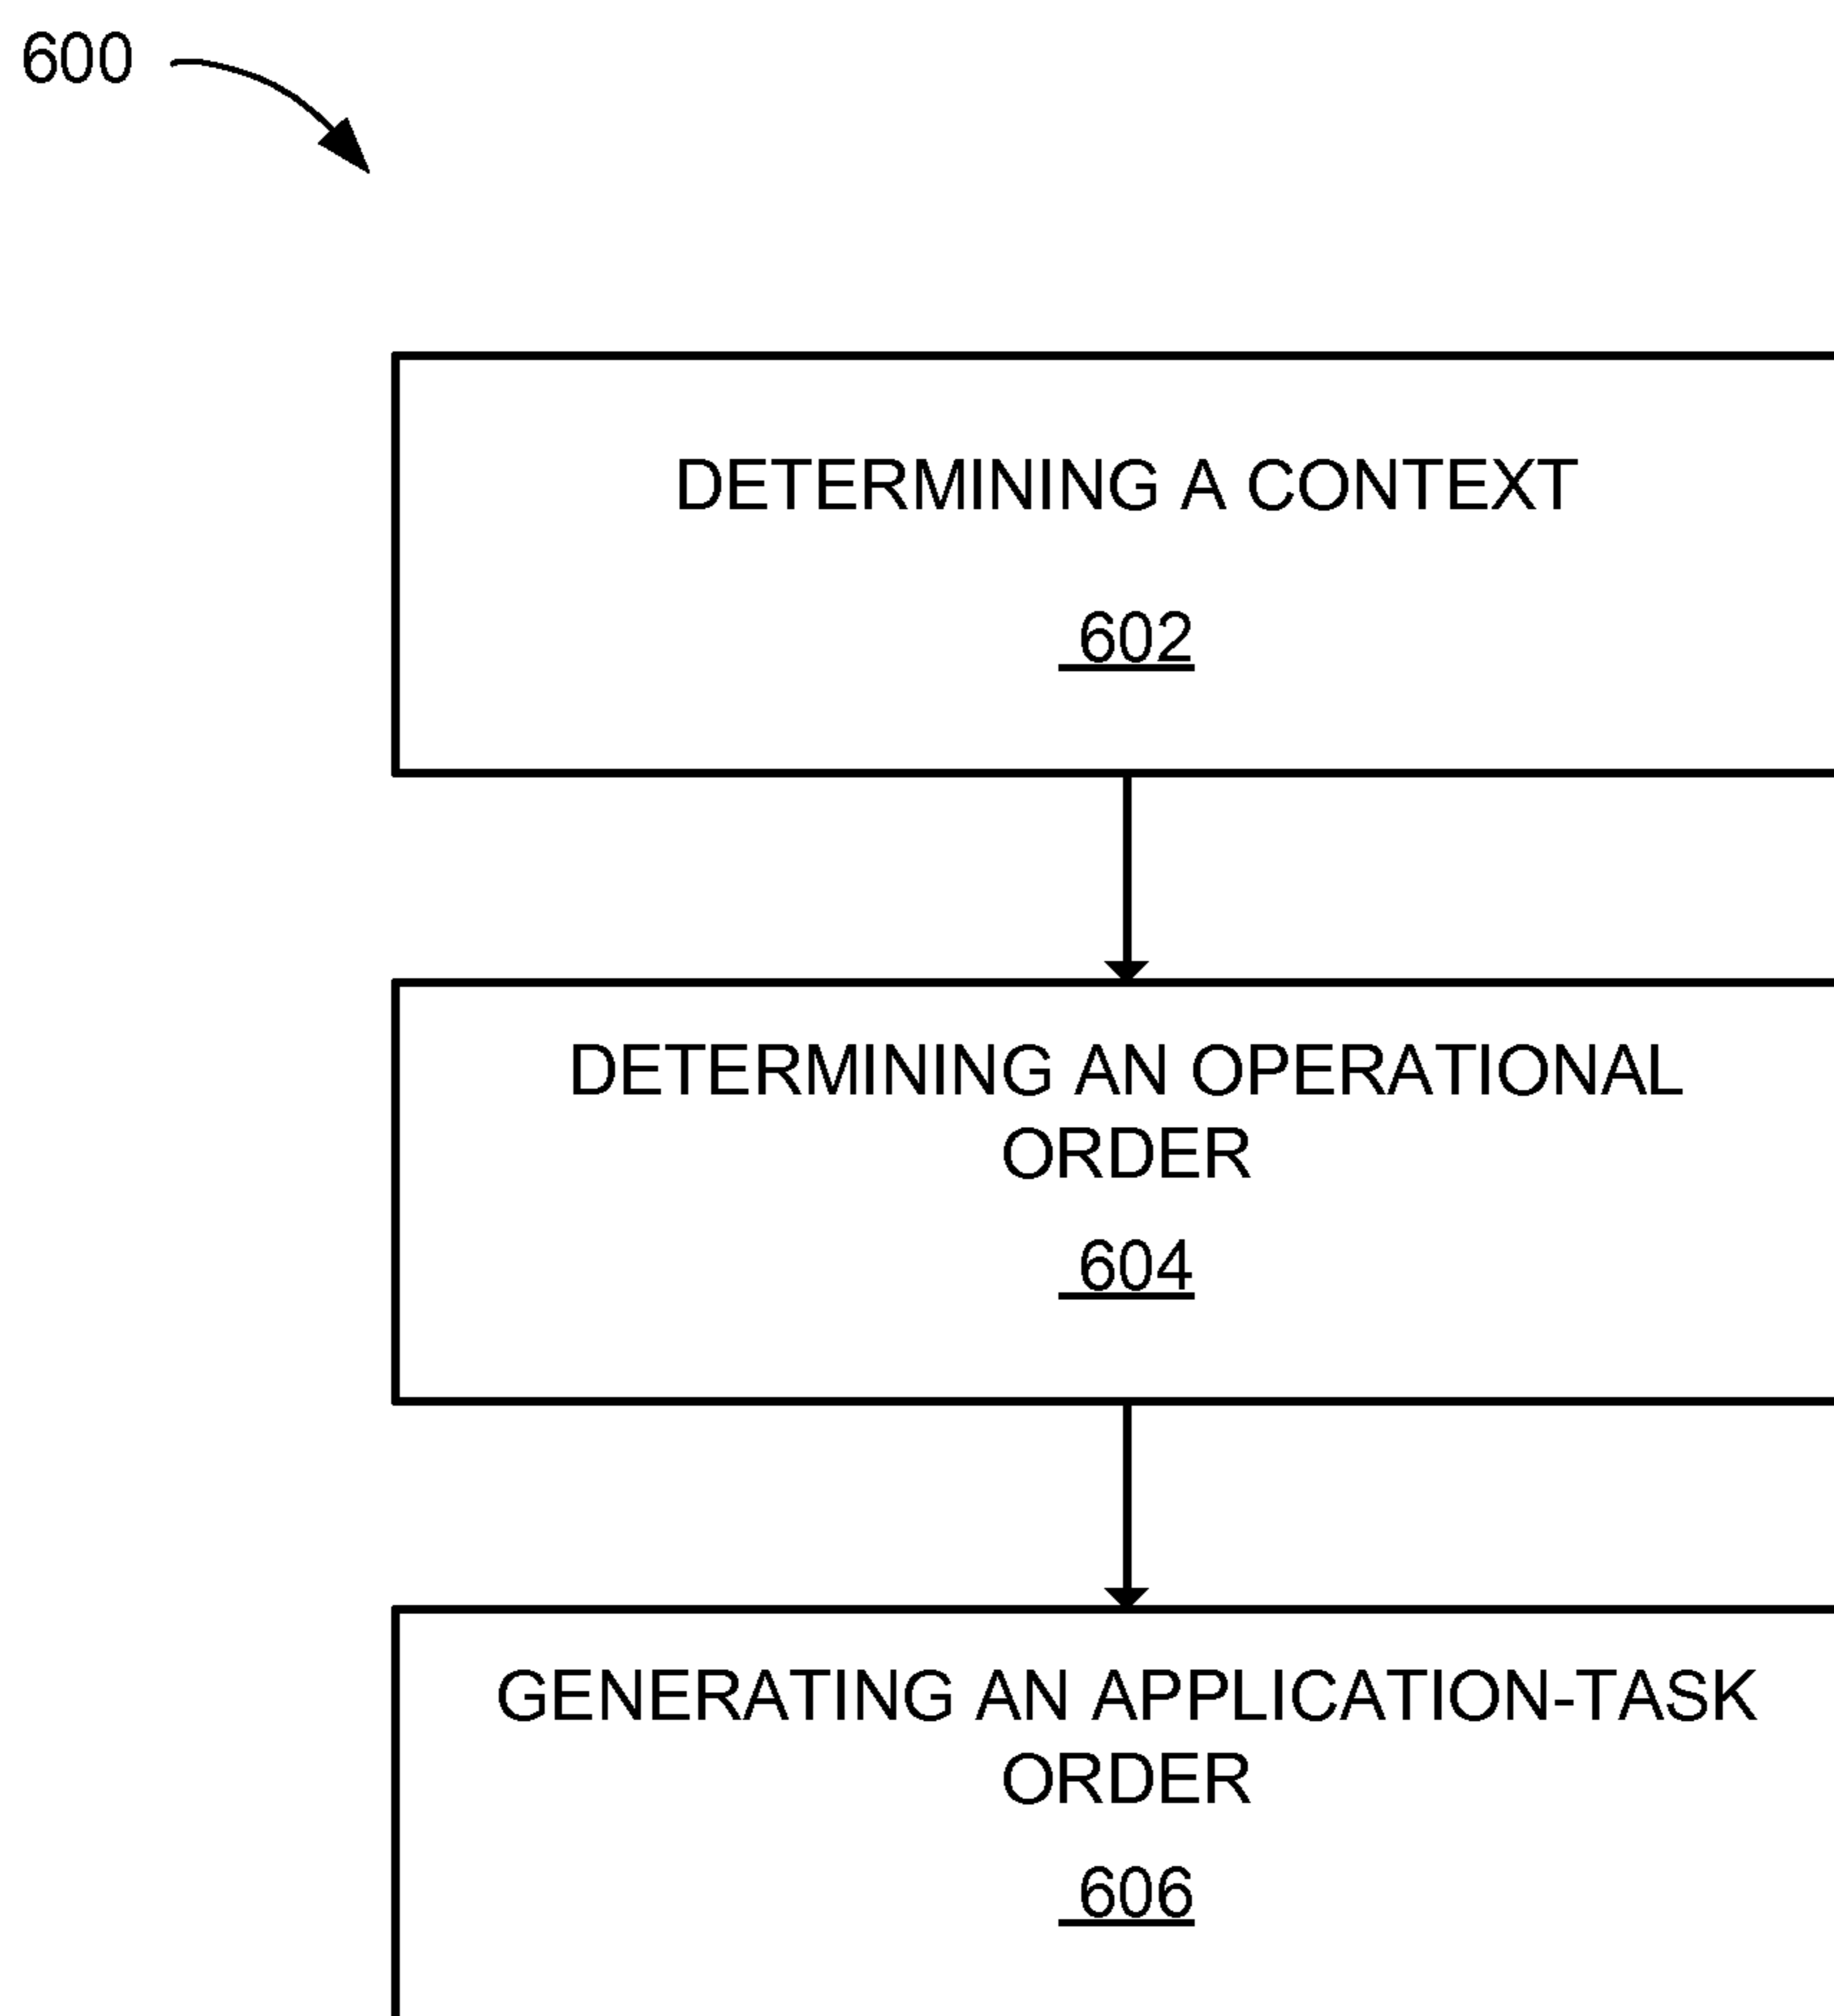 600
DETERMINING A CONTEXT
602
DETERMINING AN OPERATIONAL
ORDER
604
GENERATING AN APPLICATION-TASK
ORDER
606